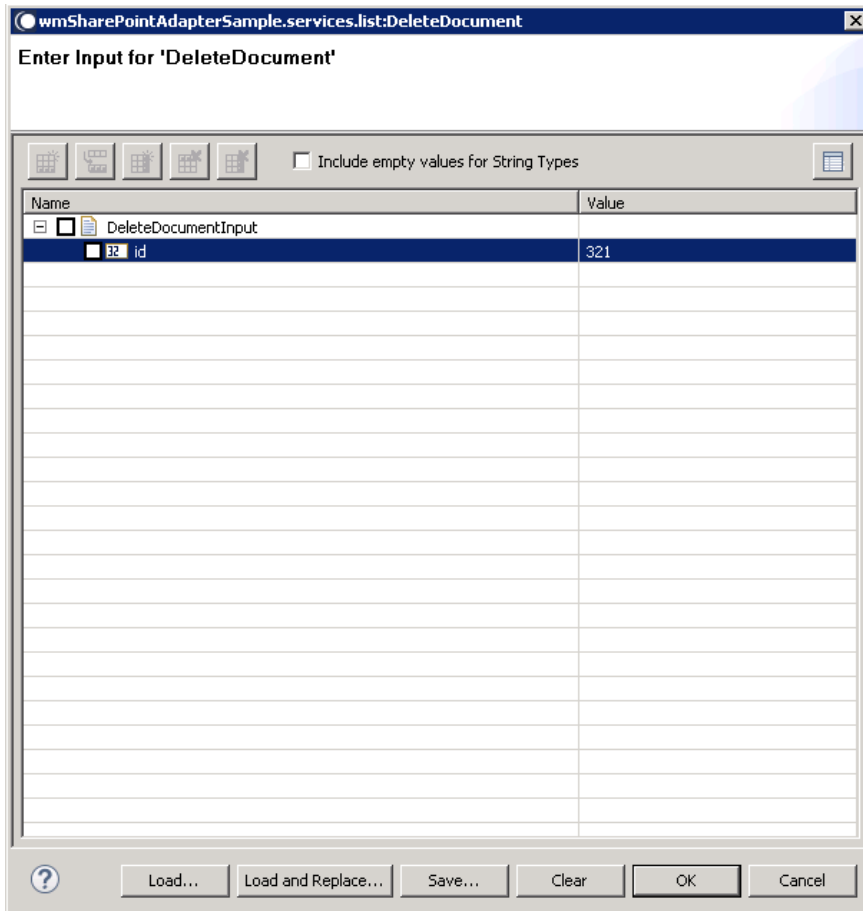 wmSharePointAdapterSample.services.list:DeleteDocument
Enter Input for 'DeleteDocument'
Include empty values for String Types
Name Value
DeleteDocumentInput
32 id 321
? Load... Load and Replace... Save... Clear OK Cancel